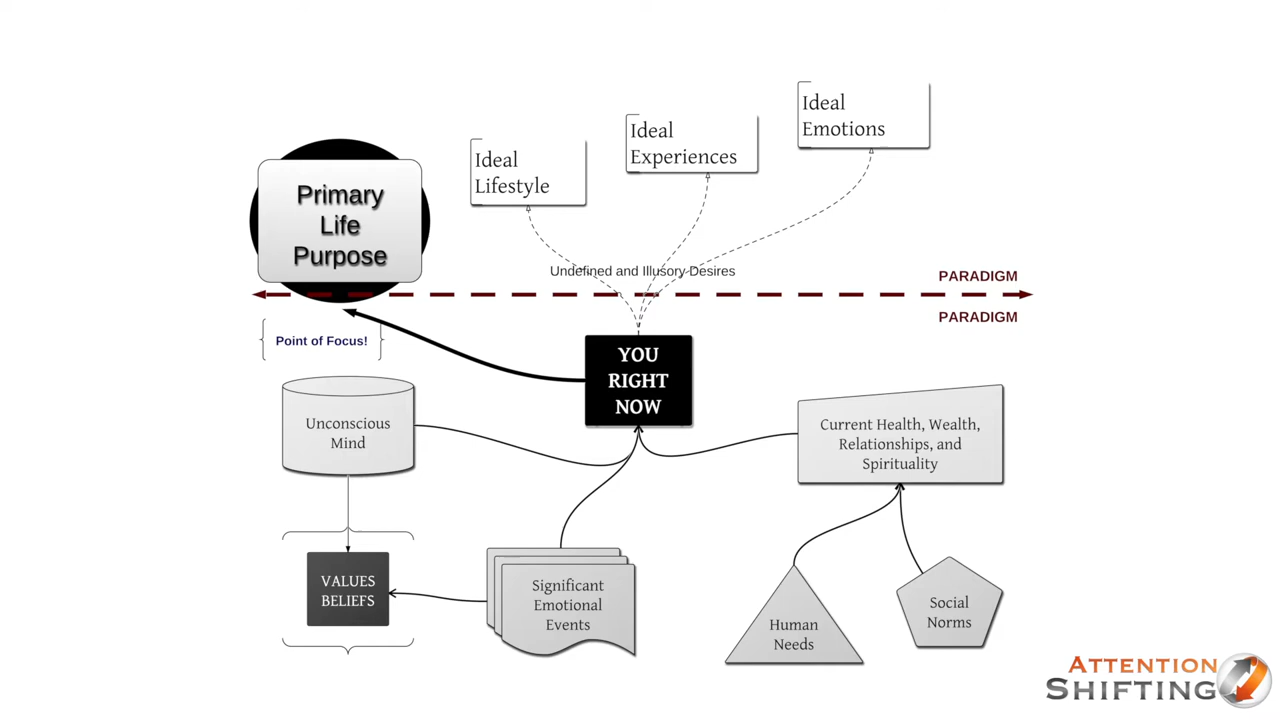 Ideal
Emotions
Ideal
Experiences
Ideal
Lifestyle
Primary
Life
Purpose
Undefined and Illusory Desires
PARADIGM
PARADIGM
Point of Focus!
YOU
RIGHT
NOW
Unconscious
Mind
Current Health, Wealth,
Relationships, and
Spirituality
VALUES
BELIEFS
Significant
Emotional
Events
Human
Needs
Social
Norms
ATTENTION
SHIFTING